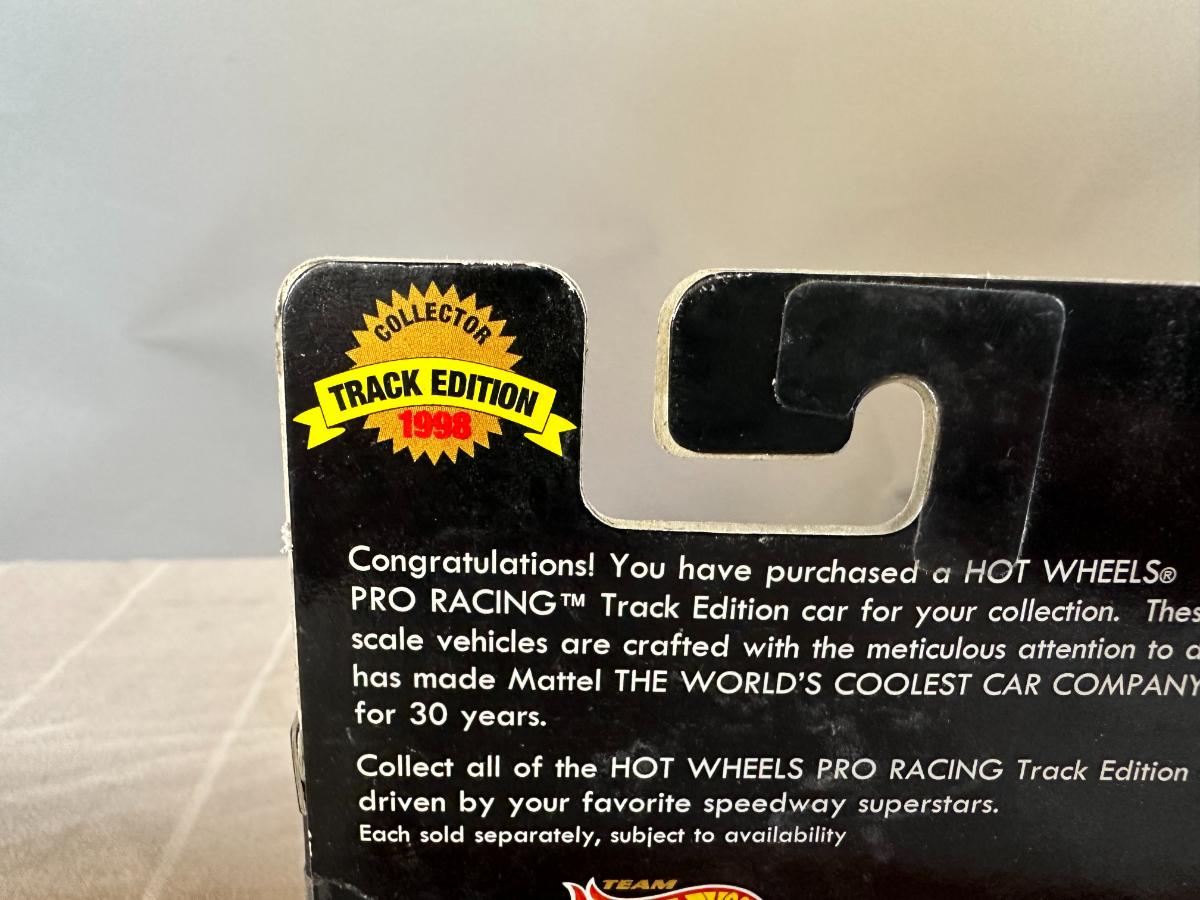 COLLECTOR
TRACK EDITION
1998
Congratulations! You have purchased a HOT WHEELS®
PRO RACING™ Track Edition car for your collection. Thes
scale vehicles are crafted with the meticulous attention to d
has made Mattel THE WORLD'S COOLEST CAR COMPANY
for 30 years.
Collect all of the HOT WHEELS PRO RACING Track Edition
driven by your favorite speedway superstars.
Each sold separately, subject to availability
TEAM